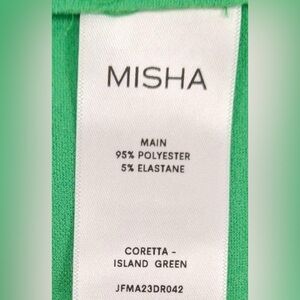 MISHA
MAIN
95% POLYESTER
5% ELASTANE
CORETTA -
ISLAND GREEN
JFMA23DR042